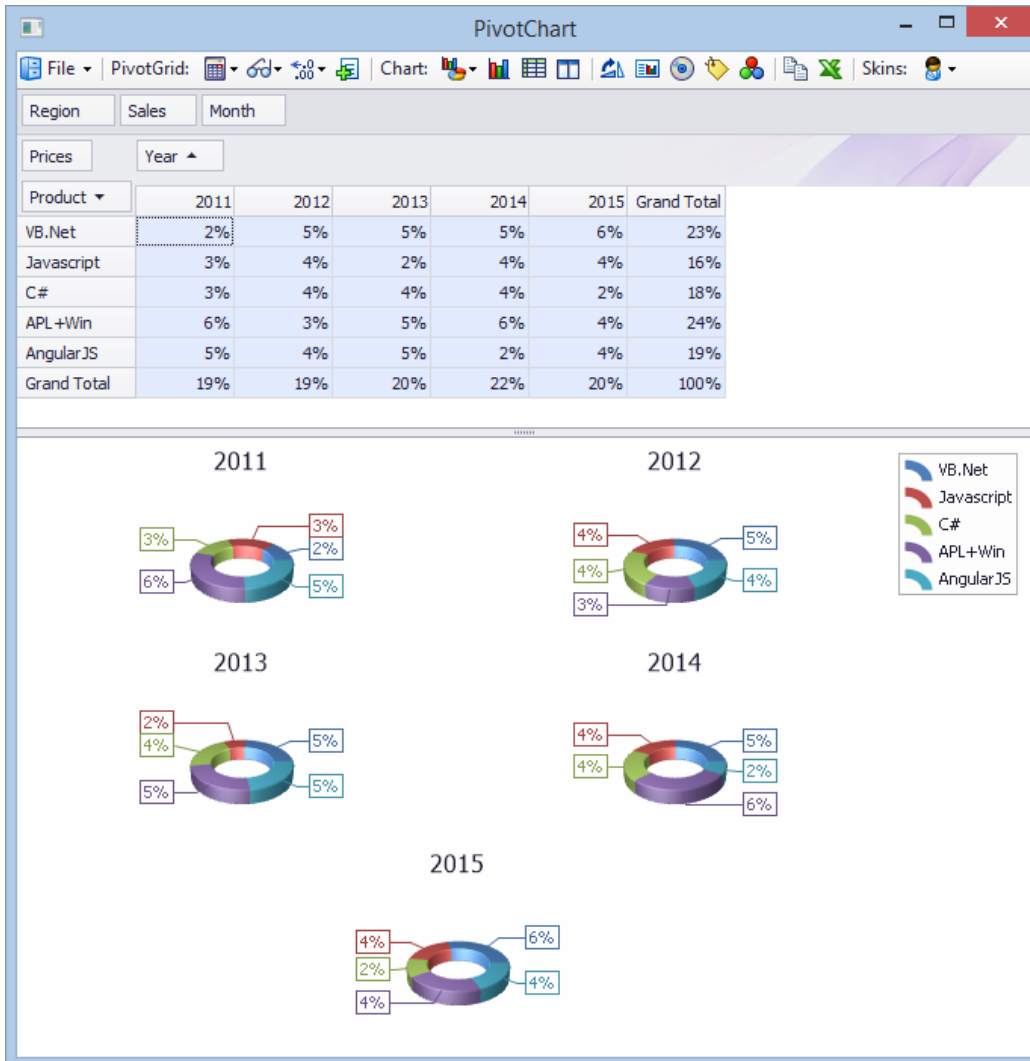 PivotChart
File PivotGrid: Chart: Skins:
Region Sales Month
Prices Year
Product 2011 2012 2013 2014 2015 Grand Total
VB.Net 2% 5% 5% 5% 6% 23%
Javascript 3% 4% 2% 4% 4% 16%
C# 3% 4% 4% 4% 2% 18%
APL+Win 6% 3% 5% 6% 4% 24%
AngularJS 5% 4% 5% 2% 4% 19%
Grand Total 19% 19% 20% 22% 20% 100%
2011
3%
3%
2%
6%
5%
2012
4%
5%
4%
4%
3%
VB.Net
Javascript
C#
APL+Win
AngularJS
2013
2%
4%
5%
5%
5%
2014
4%
5%
4%
2%
6%
2015
4%
6%
2%
4%
4%